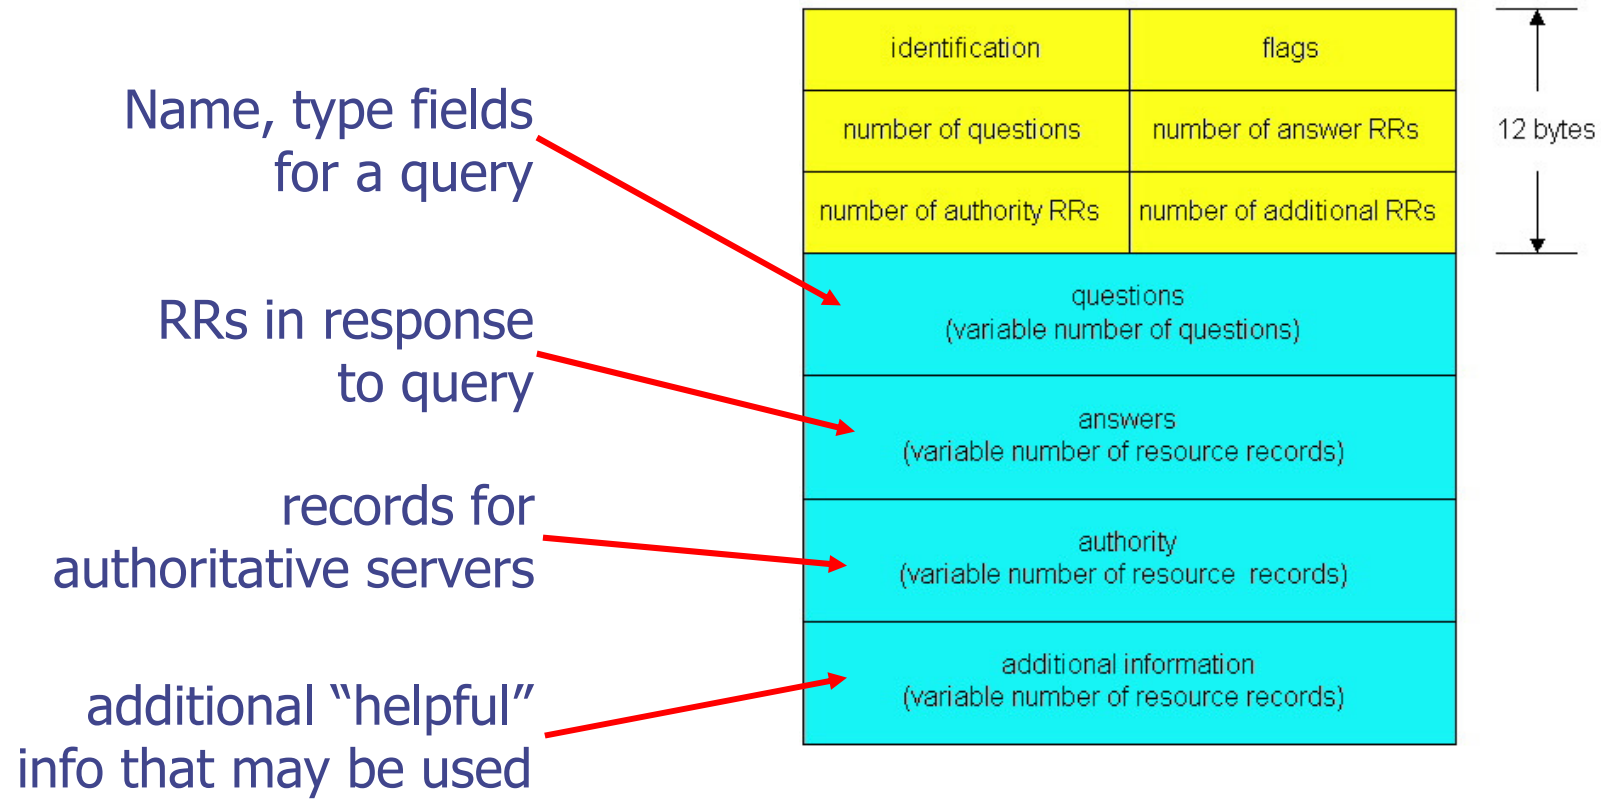 Name, type fields
for a query
RRs in response
to query
records for
authoritative servers
additional “helpful”
info that may be used
identification
flags
number of questions
number of answer RRs
number of authority RRs
number of additional RRs
12 bytes
questions
(variable number of questions)
answers
(variable number of resource records)
authority
(variable number of resource records)
additional information
(variable number of resource records)